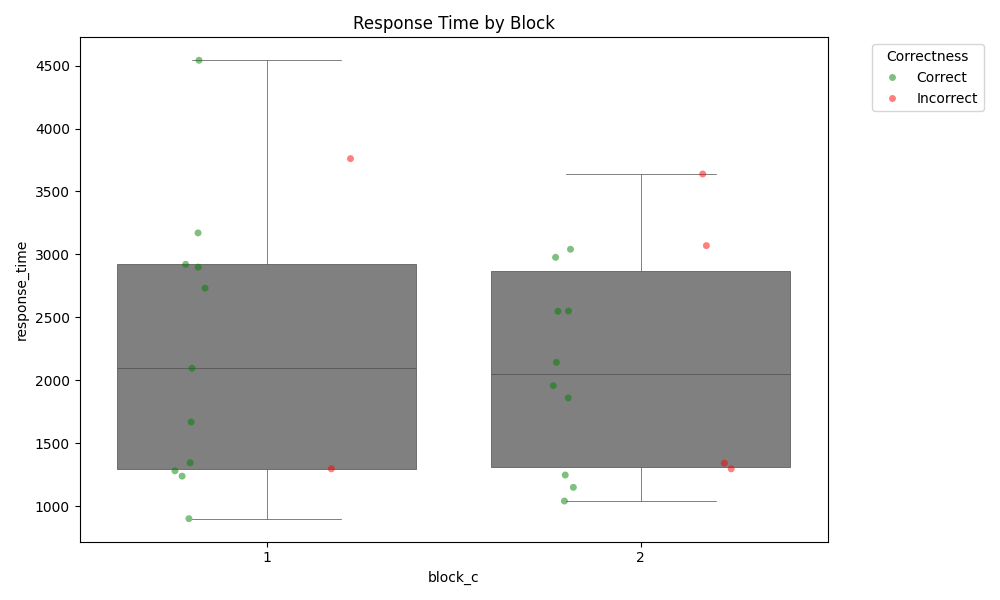 Response Time by Block
Correctness
Correct
Incorrect
response_time
4500
4000
3500
3000
2500
2000
1500
1000
1
2
block_c